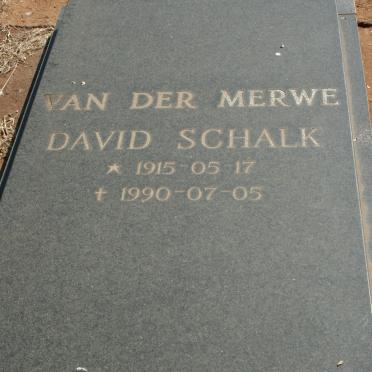 VAN DER MERWE
DAVID SCHALK
* 1915-05-17
✝ 1990-07-05